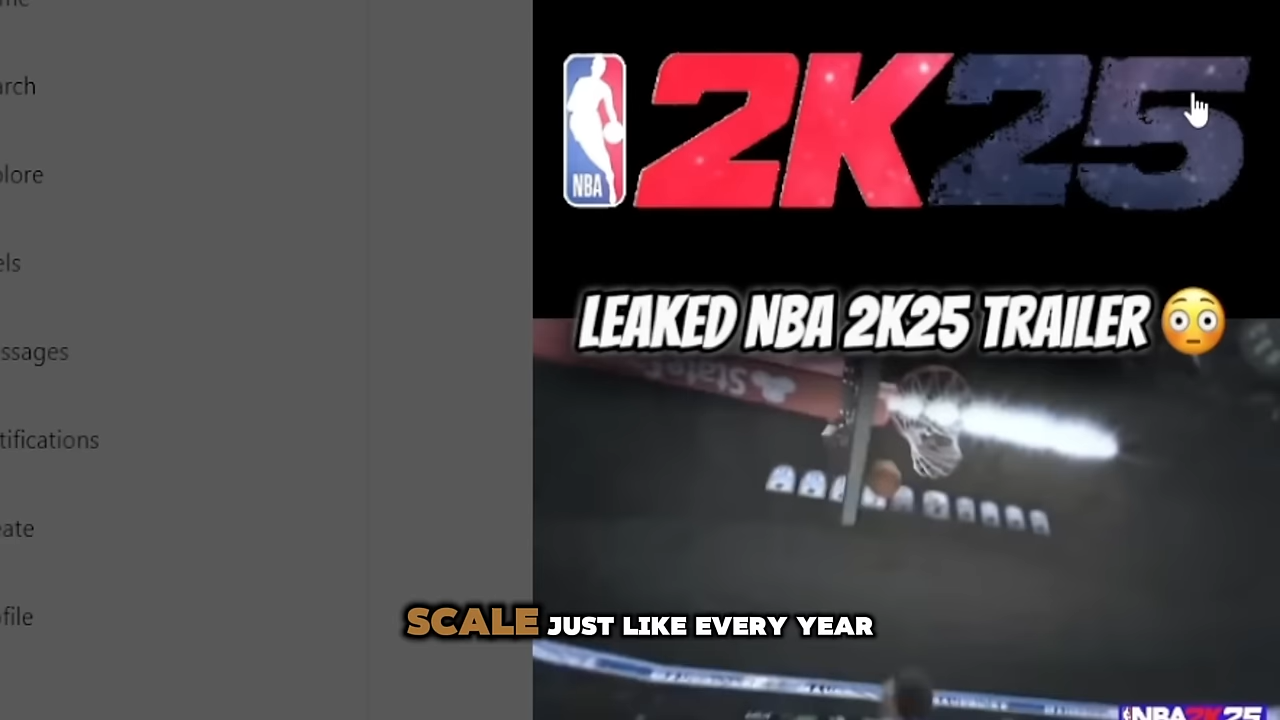 arch
lore
els
ssages
tifications
eate
ofile
NBA
2K25
LEAKED NBA 2K25 TRAILER 😳
State
SCALE JUST LIKE EVERY YEAR
NBA2K25